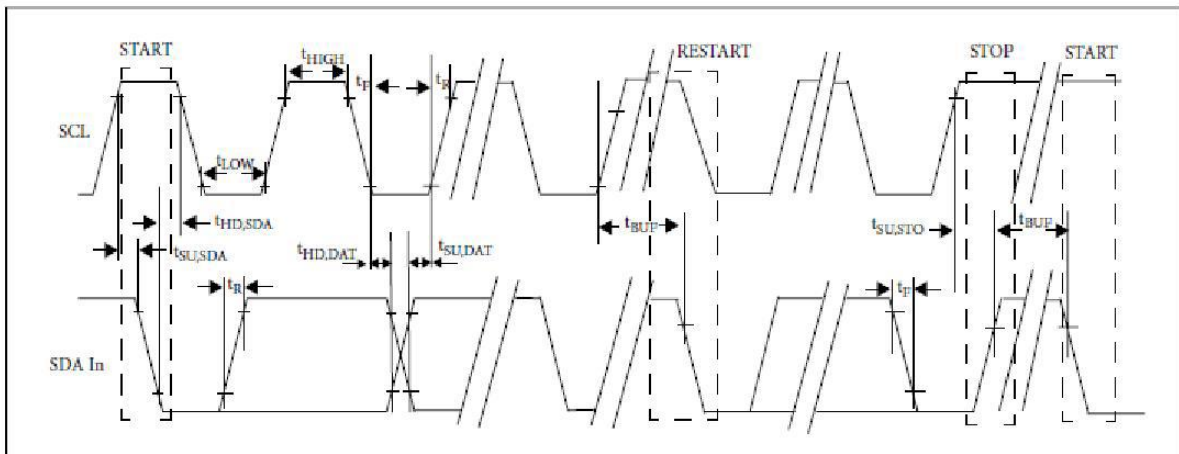 START
RESTART
STOP
START
tHIGH
tF
tR
SCL
tLOW
tHD,SDA
tSU,SDA
tHD,DAT
tSU,DAT
tBUF
tSU,STO
tBUF
tR
tF
SDA In